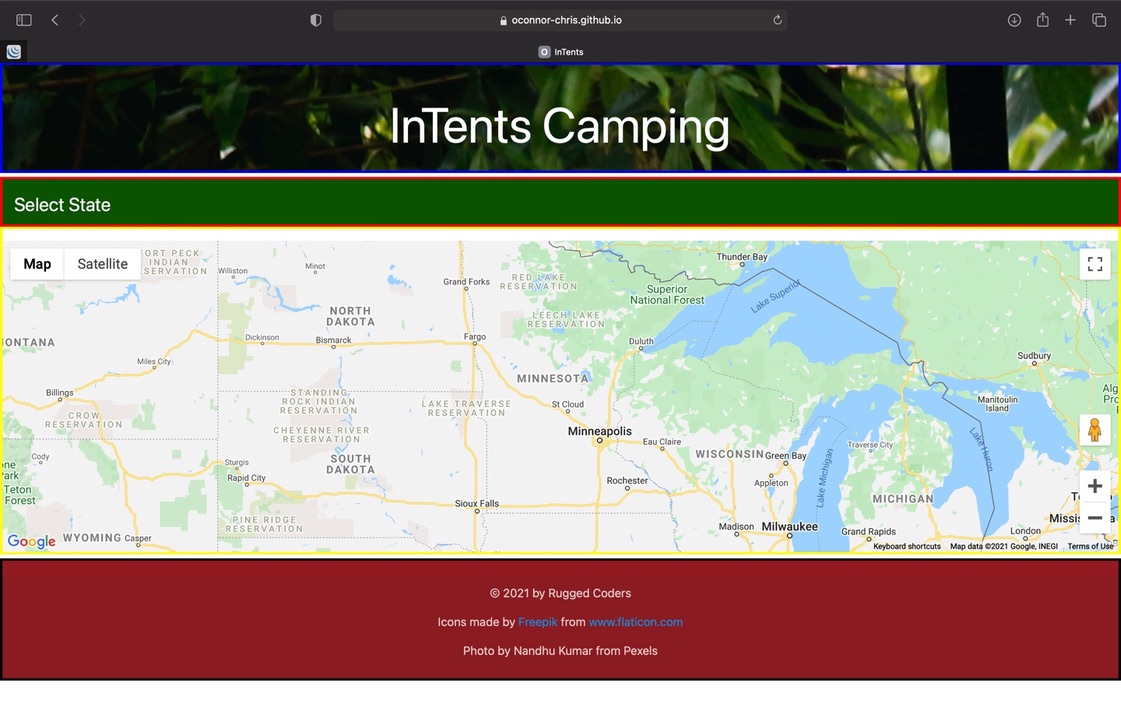 oconnor-chris.github.io
O InTents
InTents Camping
Select State
Map Satellite
ORT PECK
INDIAN
SERVATION
Williston
Minot
Grand Forks
RED LAKE
RESERVATION
Thunder Bay
Superior
National Forest
Lake Superior
NORTH
DAKOTA
LEECH LAKE
RESERVATION
ONTANA
Dickinson
Bismarck
Fargo
Duluth
Miles City
Sudbury
Billings
MINNESOTA
STANDING
ROCK INDIAN
RESERVATION
LAKE TRAVERSE
RESERVATION
St Cloud
Manitoulin
Island
Alg
Pro
CROW
RESERVATION
CHEYENNE RIVER
RESERVATION
Minneapolis
Eau Claire
Traverse City
Lake Huron
Cody
one
Park
Teton
Forest
Sturgis
Rapid City
SOUTH
DAKOTA
WISCONSIN
Green Bay
Appleton
Lake Michigan
Rochester
MICHIGAN
Sioux Falls
PINE RIDGE
RESERVATION
Madison
Milwaukee
Grand Rapids
London
Google
WYOMING
Casper
Keyboard shortcuts Map data ©2021 Google, INEGI Terms of Use
© 2021 by Rugged Coders
Icons made by Freepik from www.flaticon.com
Photo by Nandhu Kumar from Pexels